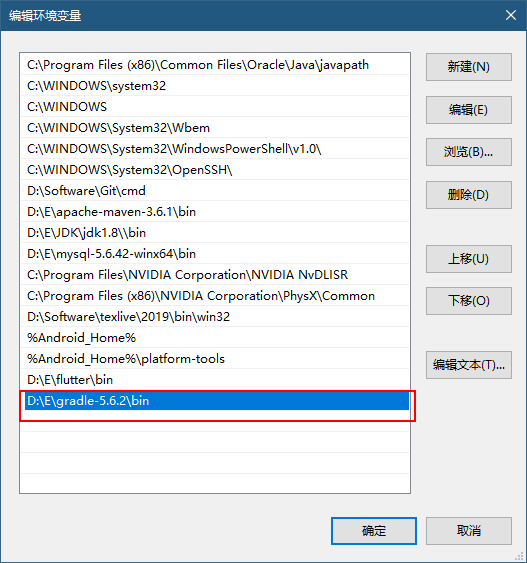 编辑环境变量
C:\Program Files (x86)\Common Files\Oracle\Java\javapath
C:\WINDOWS\system32
C:\WINDOWS
C:\WINDOWS\System32\Wbem
C:\WINDOWS\System32\WindowsPowerShell\v1.0\
C:\WINDOWS\System32\OpenSSH\
D:\Software\Git\cmd
D:\E\apache-maven-3.6.1\bin
D:\E\JDK\jdk1.8\\bin
D:\E\mysql-5.6.42-winx64\bin
C:\Program Files\NVIDIA Corporation\NVIDIA NvDLISR
C:\Program Files (x86)\NVIDIA Corporation\PhysX\Common
D:\Software\texlive\2019\bin\win32
%Android_Home%
%Android_Home%\platform-tools
D:\E\flutter\bin
D:\E\gradle-5.6.2\bin
新建(N)
编辑(E)
浏览(B)...
删除(D)
上移(U)
下移(O)
编辑文本(T)...
确定
取消